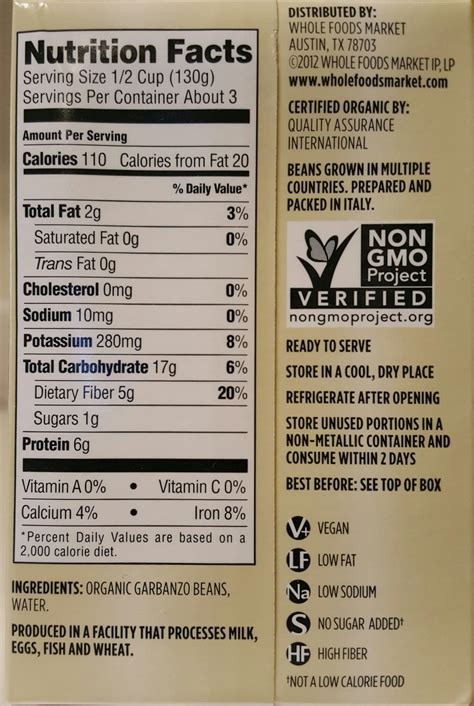 Nutrition Facts
Serving Size 1/2 Cup (130g)
Servings Per Container About 3
Amount Per Serving
Calories 110 Calories from Fat 20
% Daily Value*
Total Fat 2g 3%
Saturated Fat 0g 0%
Trans Fat 0g
Cholesterol 0mg 0%
Sodium 10mg 0%
Potassium 280mg 8%
Total Carbohydrate 17g 6%
Dietary Fiber 5g 20%
Sugars 1g
Protein 6g
Vitamin A 0% • Vitamin C 0%
Calcium 4% • Iron 8%
*Percent Daily Values are based on a
2,000 calorie diet.
INGREDIENTS: ORGANIC GARBANZO BEANS,
WATER.
PRODUCED IN A FACILITY THAT PROCESSES MILK,
EGGS, FISH AND WHEAT.
DISTRIBUTED BY:
WHOLE FOODS MARKET
AUSTIN, TX 78703
©2012 WHOLE FOODS MARKET IP, LP
www.wholefoodsmarket.com
CERTIFIED ORGANIC BY:
QUALITY ASSURANCE
INTERNATIONAL
BEANS GROWN IN MULTIPLE
COUNTRIES. PREPARED AND
PACKED IN ITALY.
NON
GMO
Project
VERIFIED
nongmoproject.org
READY TO SERVE
STORE IN A COOL, DRY PLACE
REFRIGERATE AFTER OPENING
STORE UNUSED PORTIONS IN A
NON-METALLIC CONTAINER AND
CONSUME WITHIN 2 DAYS
BEST BEFORE: SEE TOP OF BOX
V+ VEGAN
LF LOW FAT
Na LOW SODIUM
S NO SUGAR ADDED†
HF HIGH FIBER
†NOT A LOW CALORIE FOOD